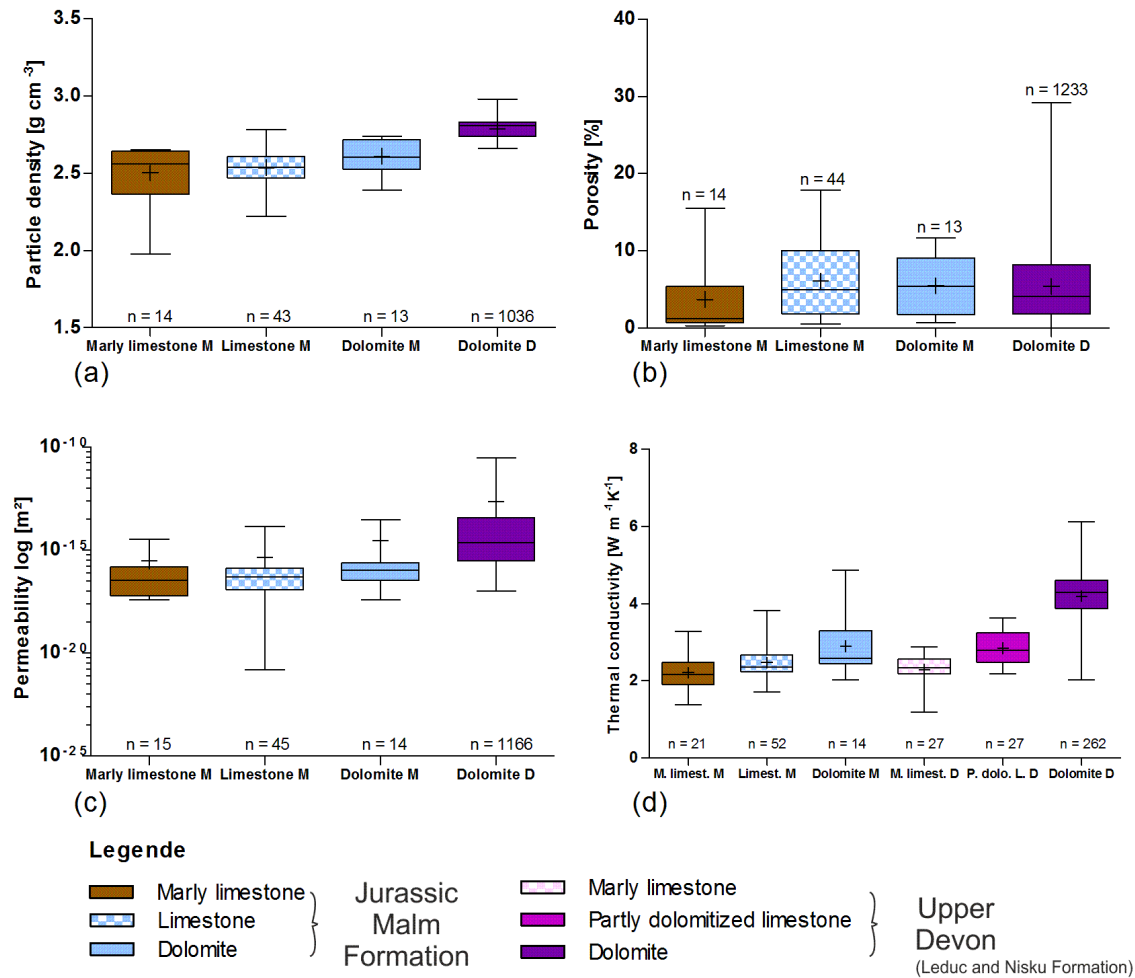 3.5
3.0
2.5
2.0
1.5
Particle density [g cm⁻³]
n = 14
n = 43
n = 13
n = 1036
Marly limestone M
Limestone M
Dolomite M
Dolomite D
(a)
40
30
20
10
0
Porosity [%]
n = 14
n = 44
n = 13
n = 1233
Marly limestone M
Limestone M
Dolomite M
Dolomite D
(b)
10⁻¹⁰
10⁻¹⁵
10⁻²⁰
10⁻²⁵
Permeability log [m²]
n = 15
n = 45
n = 14
n = 1166
Marly limestone M
Limestone M
Dolomite M
Dolomite D
(c)
8
6
4
2
0
Thermal conductivity [W m⁻¹K⁻¹]
n = 21
n = 52
n = 14
n = 27
n = 27
n = 262
M. limest. M
Limest. M
Dolomite M
M. limest. D
P. dolo. L. D
Dolomite D
(d)
Legende
Marly limestone
Limestone
Dolomite
Jurassic
Malm
Formation
Marly limestone
Partly dolomitized limestone
Dolomite
Upper
Devon
(Leduc and Nisku Formation)